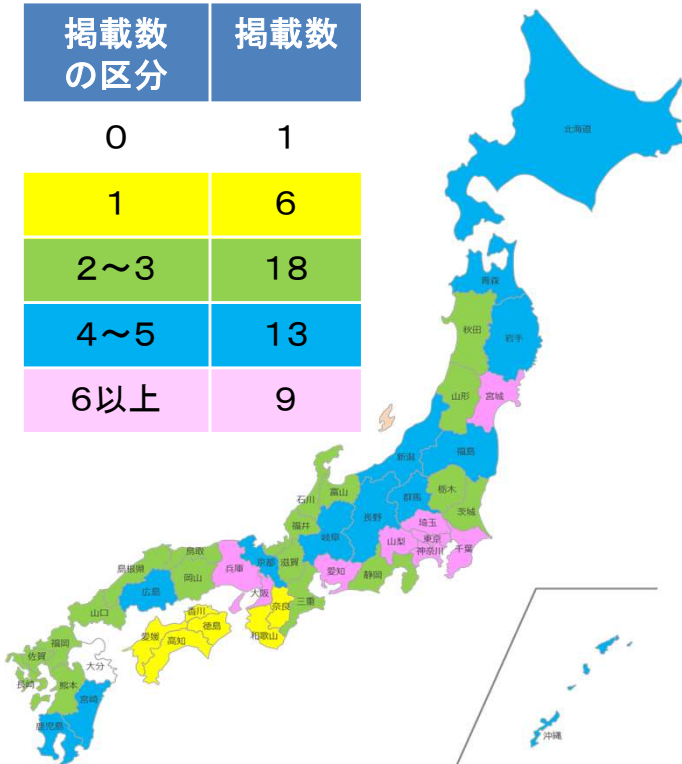 掲載数
の区分
掲載数
0
1
1
6
2～3
18
4～5
13
6以上
9
北海道
青森
秋田
岩手
山形
宮城
新潟
福島
石川
富山
群馬
栃木
茨城
福井
岐阜
長野
埼玉
山梨
東京
神奈川
千葉
鳥取
兵庫
京都
滋賀
愛知
静岡
島根県
岡山
広島
大阪
奈良
三重
山口
香川
徳島
愛媛
高知
和歌山
福岡
佐賀
大分
長崎
熊本
宮崎
鹿児島
沖縄